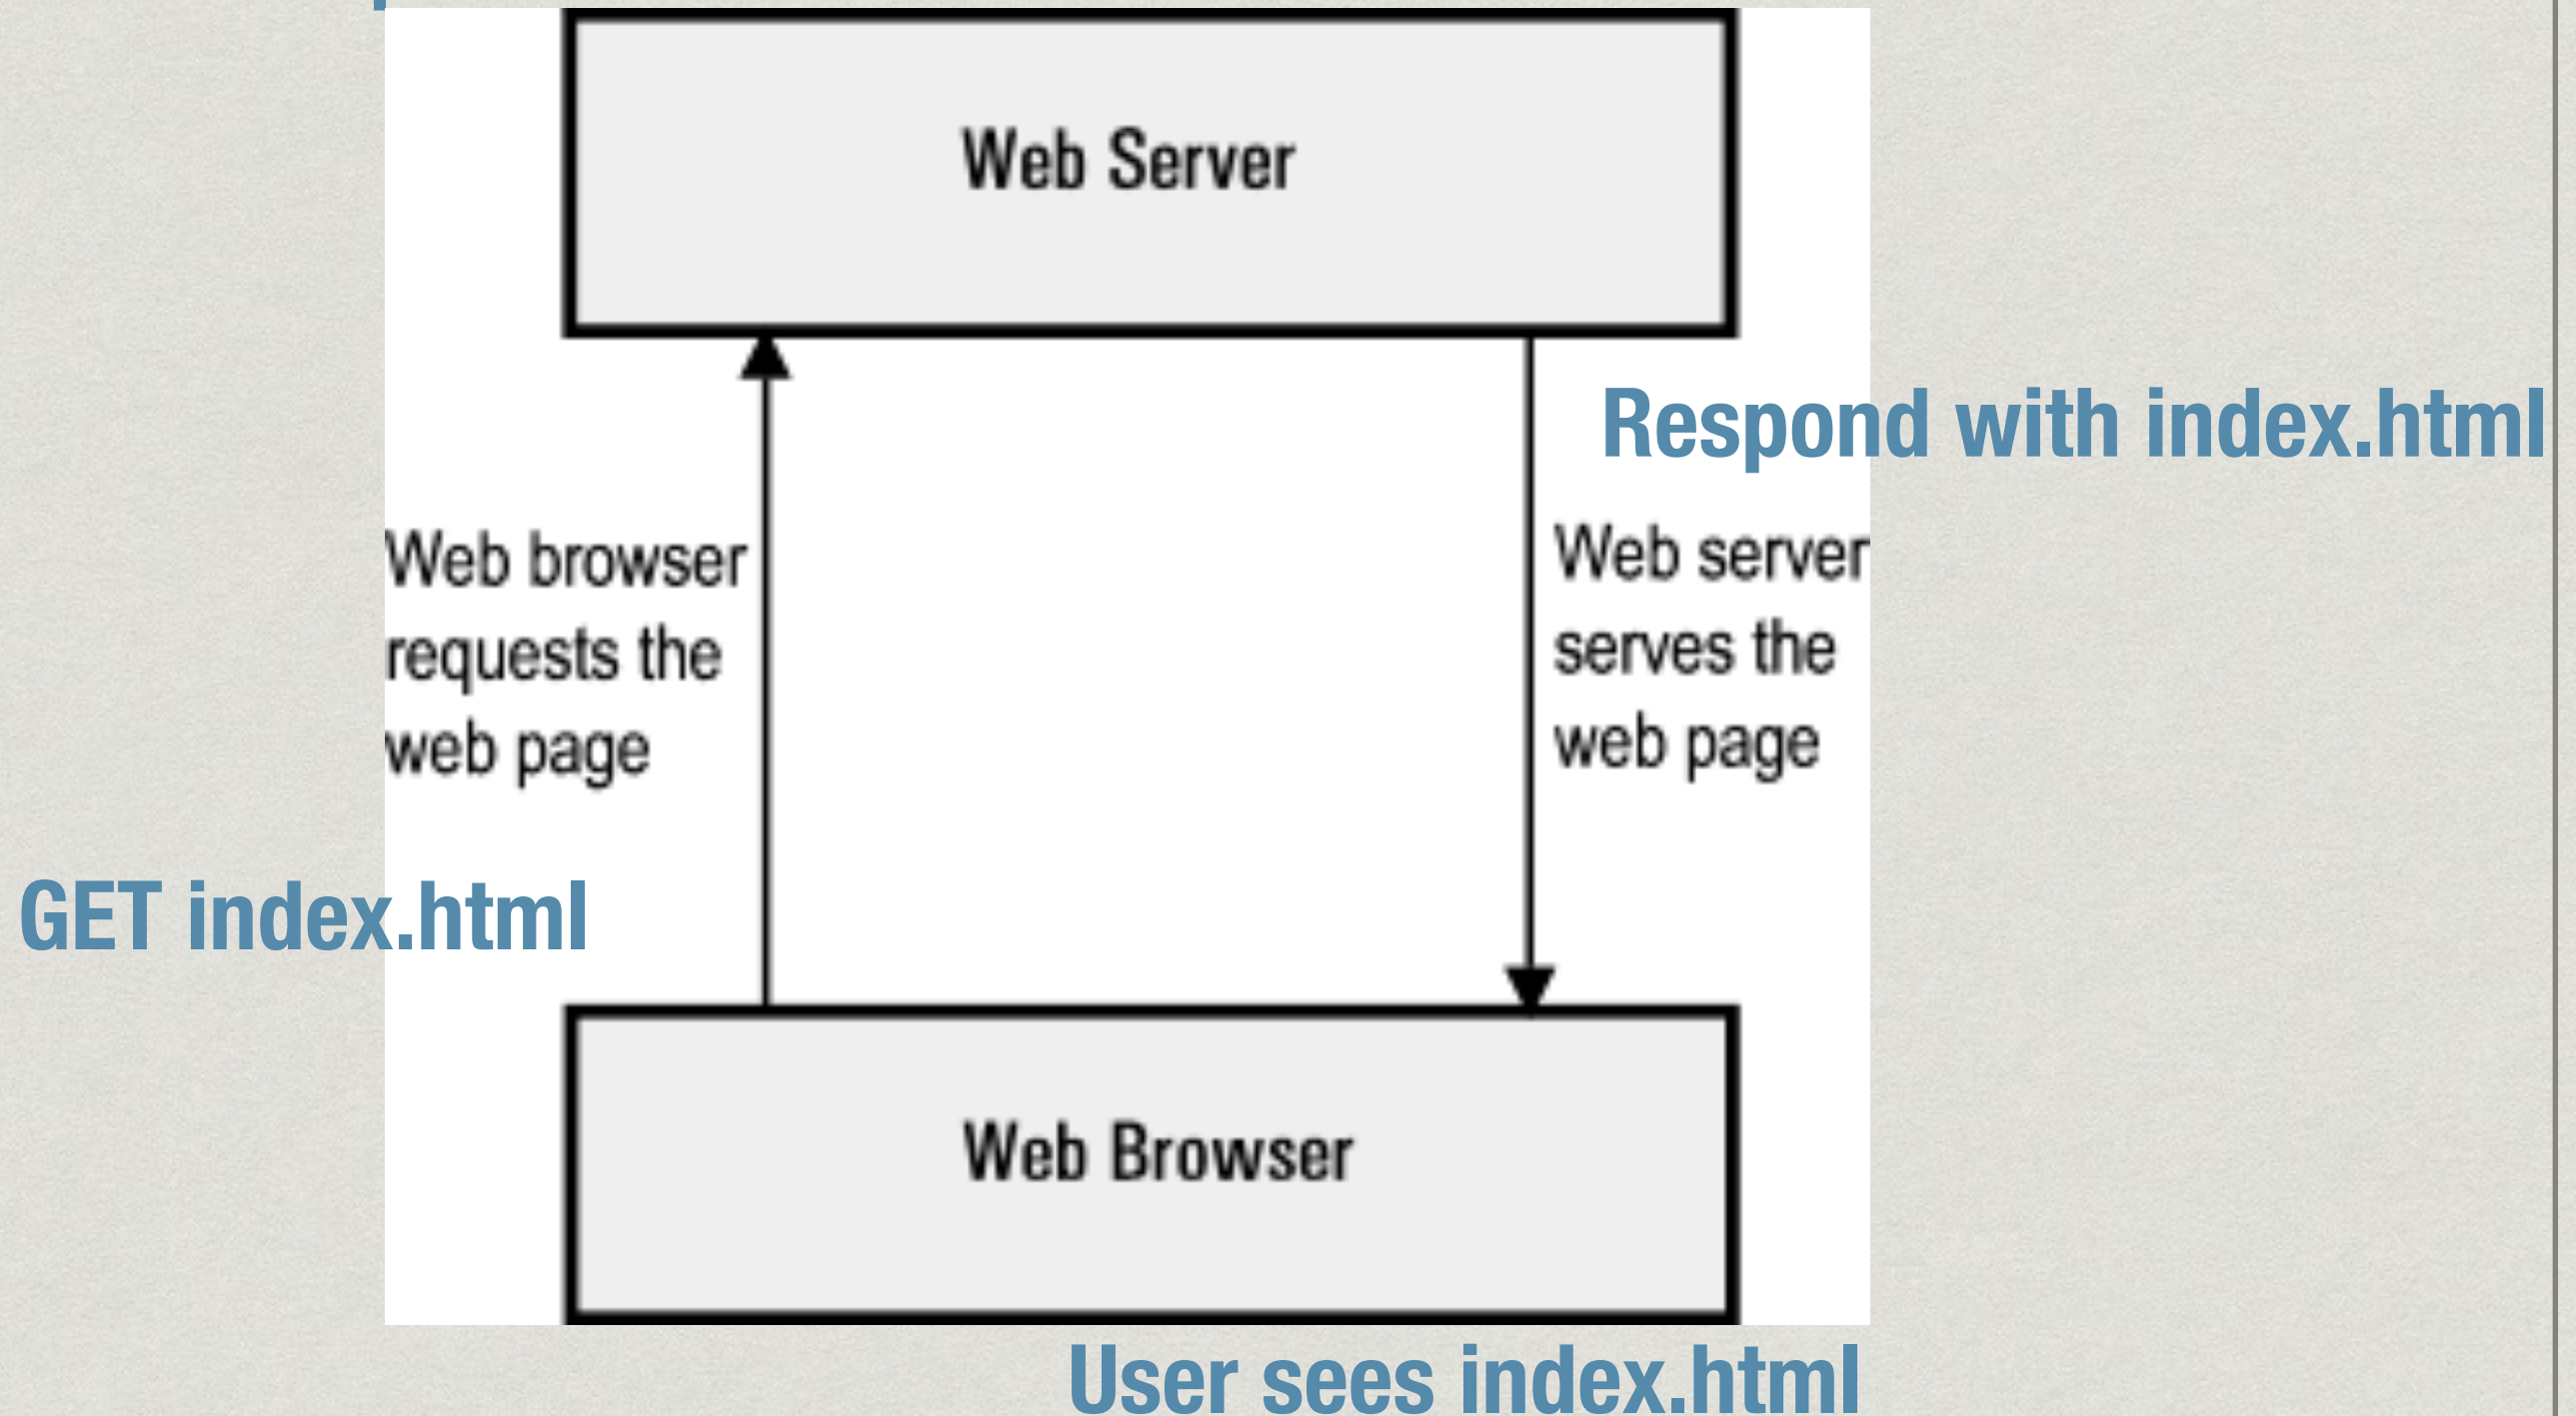 Web Server
Respond with index.html
Web browser
requests the
web page
Web server
serves the
web page
GET index.html
Web Browser
User sees index.html